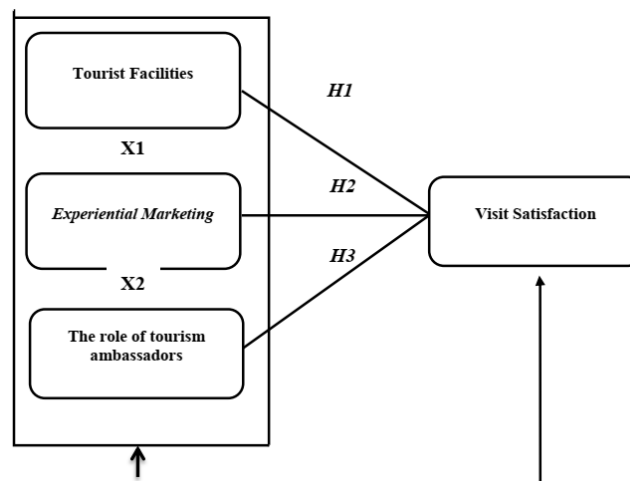 Tourist Facilities
H1
X1
H2
Experiential Marketing
Visit Satisfaction
H3
X2
The role of tourism
ambassadors